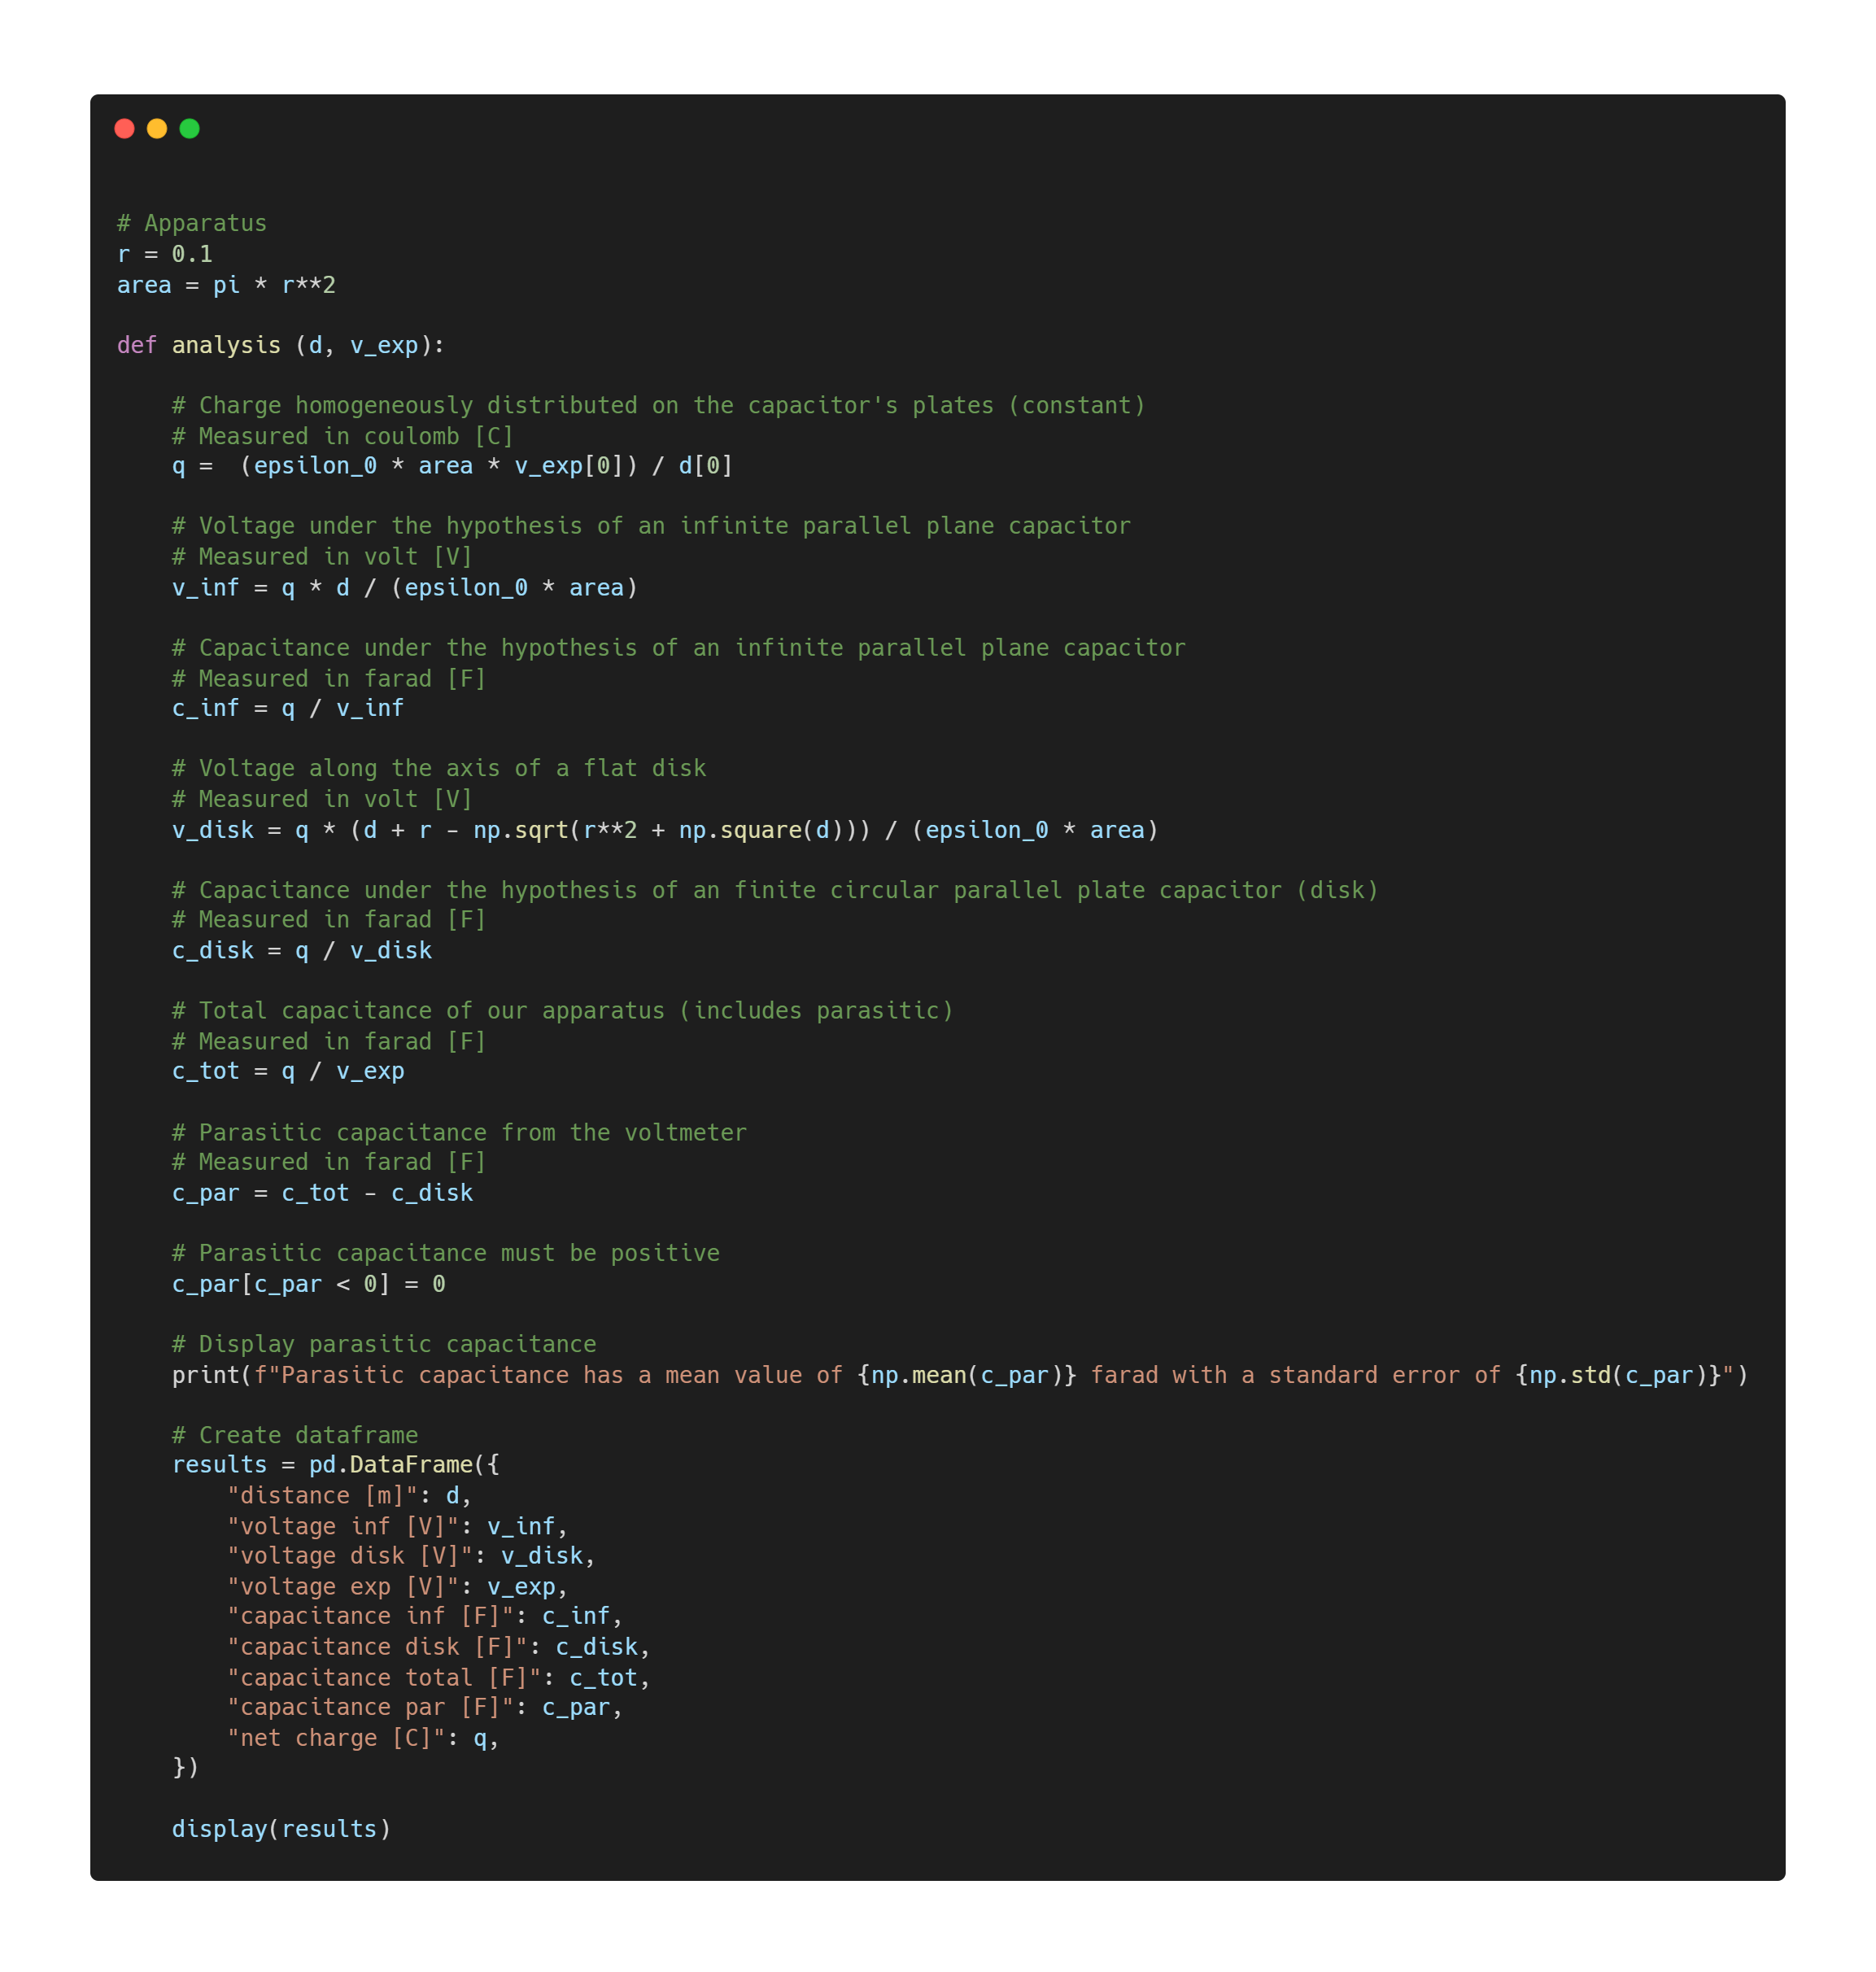 # Apparatus
r = 0.1
area = pi * r**2
def analysis (d, v_exp):
    # Charge homogeneously distributed on the capacitor's plates (constant)
    # Measured in coulomb [C]
    q =  (epsilon_0 * area * v_exp[0]) / d[0]
    # Voltage under the hypothesis of an infinite parallel plane capacitor
    # Measured in volt [V]
    v_inf = q * d / (epsilon_0 * area)
    # Capacitance under the hypothesis of an infinite parallel plane capacitor
    # Measured in farad [F]
    c_inf = q / v_inf
    # Voltage along the axis of a flat disk
    # Measured in volt [V]
    v_disk = q * (d + r - np.sqrt(r**2 + np.square(d))) / (epsilon_0 * area)
    # Capacitance under the hypothesis of an finite circular parallel plate capacitor (disk)
    # Measured in farad [F]
    c_disk = q / v_disk
    # Total capacitance of our apparatus (includes parasitic)
    # Measured in farad [F]
    c_tot = q / v_exp
    # Parasitic capacitance from the voltmeter
    # Measured in farad [F]
    c_par = c_tot - c_disk
    # Parasitic capacitance must be positive
    c_par[c_par < 0] = 0
    # Display parasitic capacitance
    print(f"Parasitic capacitance has a mean value of {np.mean(c_par)} farad with a standard error of {np.std(c_par)}")
    # Create dataframe
    results = pd.DataFrame({
        "distance [m]": d,
        "voltage inf [V]": v_inf,
        "voltage disk [V]": v_disk,
        "voltage exp [V]": v_exp,
        "capacitance inf [F]": c_inf,
        "capacitance disk [F]": c_disk,
        "capacitance total [F]": c_tot,
        "capacitance par [F]": c_par,
        "net charge [C]": q,
    })
    display(results)